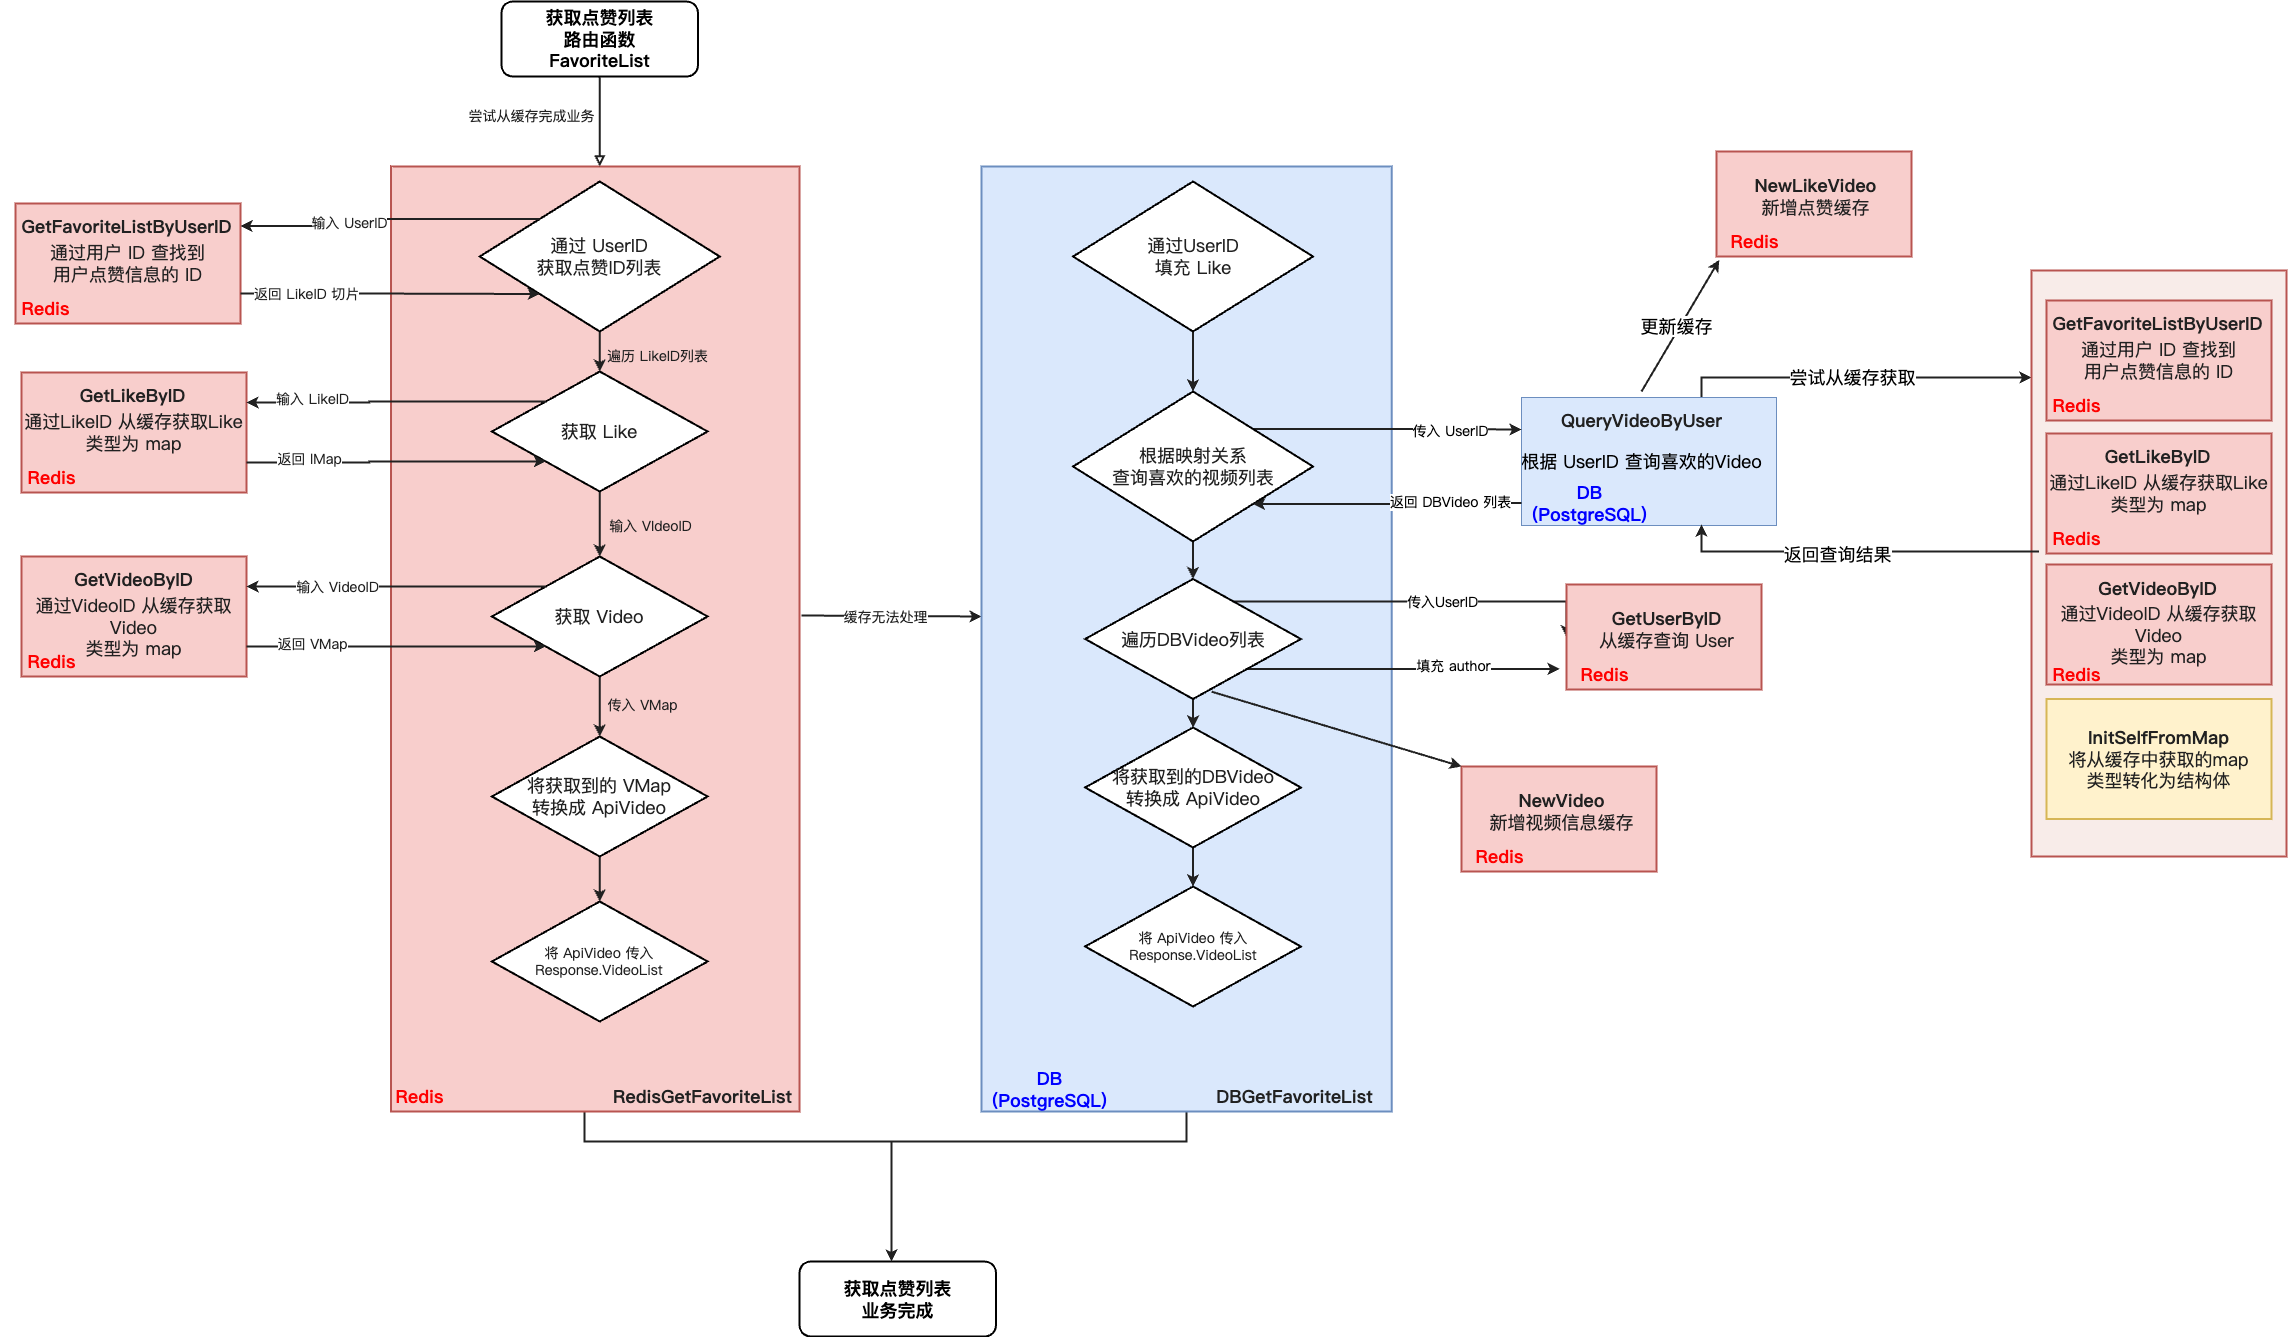 获取点赞列表
路由函数
FavoriteList
尝试从缓存完成业务
GetFavoriteListByUserID
通过用户 ID 查找到
用户点赞信息的 ID
Redis
输入 UserID
返回 LikeID 切片
通过 UserID
获取点赞ID列表
遍历 LikeID列表
GetLikeByID
通过LikeID 从缓存获取Like
类型为 map
Redis
输入 LikeID
返回 lMap
获取 Like
输入 VIdeoID
GetVideoByID
通过VideoID 从缓存获取
Video
类型为 map
Redis
输入 VideoID
返回 VMap
获取 Video
传入 VMap
将获取到的 VMap
转换成 ApiVideo
将 ApiVideo 传入
Response.VideoList
Redis
RedisGetFavoriteList
缓存无法处理
通过UserID
填充 Like
根据映射关系
查询喜欢的视频列表
传入 UserID
返回 DBVideo 列表
遍历DBVideo列表
传入UserID
填充 author
将获取到的DBVideo
转换成 ApiVideo
将 ApiVideo 传入
Response.VideoList
DB
(PostgreSQL)
DBGetFavoriteList
NewLikeVideo
新增点赞缓存
Redis
更新缓存
QueryVideoByUser
根据 UserID 查询喜欢的Video
DB
(PostgreSQL)
尝试从缓存获取
返回查询结果
GetUserByID
从缓存查询 User
Redis
NewVideo
新增视频信息缓存
Redis
GetFavoriteListByUserID
通过用户 ID 查找到
用户点赞信息的 ID
Redis
GetLikeByID
通过LikeID 从缓存获取Like
类型为 map
Redis
GetVideoByID
通过VideoID 从缓存获取
Video
类型为 map
Redis
InitSelfFromMap
将从缓存中获取的map
类型转化为结构体
获取点赞列表
业务完成